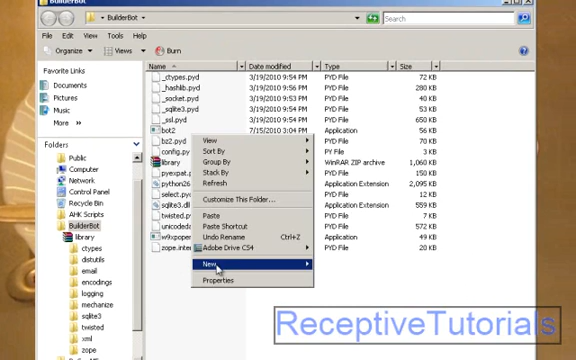 BuilderBot
▸ BuilderBot ▸
Search
File Edit View Tools Help
Organize Views Burn
Favorite Links
Documents
Pictures
Music
More »
Folders
Public
Computer
Network
Control Panel
Recycle Bin
AHK Scripts
BuilderBot
library
ctypes
distutils
email
encodings
logging
mechanize
sqlite3
twisted
xml
zope
Name Date modified Type Size
_ctypes.pyd 3/19/2010 9:54 PM PYD File 72 KB
_hashlib.pyd 3/19/2010 9:54 PM PYD File 280 KB
_socket.pyd 3/19/2010 9:54 PM PYD File 40 KB
_sqlite3.pyd 3/19/2010 9:54 PM PYD File 53 KB
_ssl.pyd 3/19/2010 9:54 PM PYD File 650 KB
bot2 7/15/2010 3:04 PM Application 56 KB
bz2.pyd PYD File 70 KB
config.py PY File 3 KB
library WinRAR ZIP archive 1,060 KB
pyexpat. PYD File 153 KB
python26 Application Extension 2,095 KB
select.pyc PYD File 12 KB
sqlite3.dll Application Extension 559 KB
twisted.py PYD File 7 KB
unicodeda PYD File 572 KB
w9xpopen Application 49 KB
zope.inter PYD File 20 KB
View
Sort By
Group By
Stack By
Refresh
Customize This Folder...
Paste
Paste Shortcut
Undo Rename Ctrl+Z
Adobe Drive CS4
New
Properties
ReceptiveTutorials